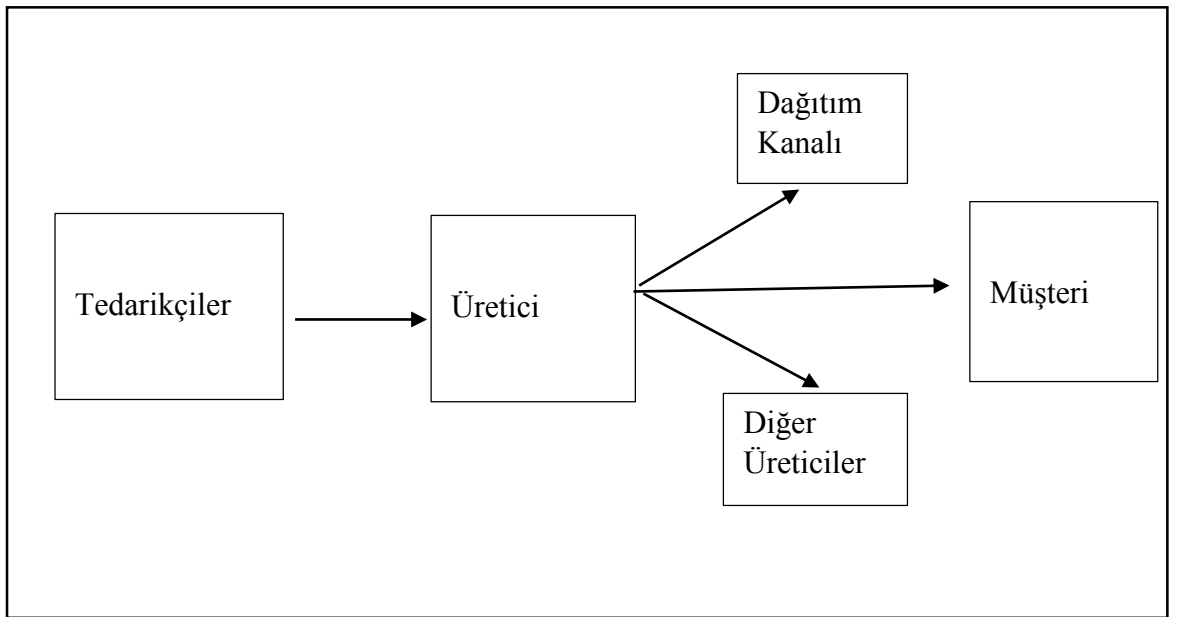 Tedarikçiler
Üretici
Dağıtım
Kanalı
Müşteri
Diğer
Üreticiler